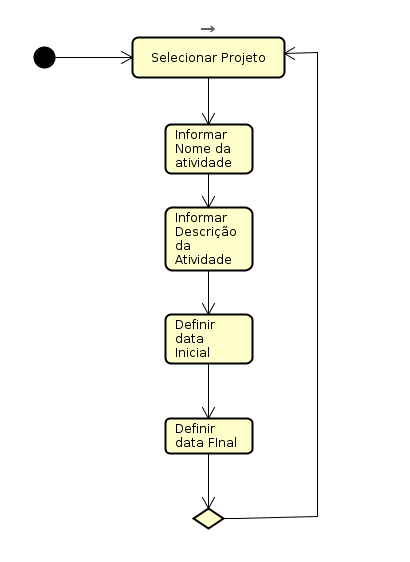 Selecionar Projeto
Informar
Nome da
atividade
Informar
Descrição
da
Atividade
Definir
data
Inicial
Definir
data FInal